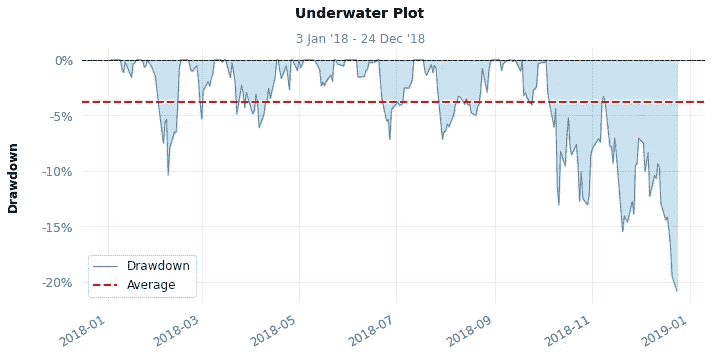 Underwater Plot
3 Jan '18 - 24 Dec '18
Drawdown
0%
-5%
-10%
-15%
-20%
Drawdown
Average
2018-01
2018-03
2018-05
2018-07
2018-09
2018-11
2019-01